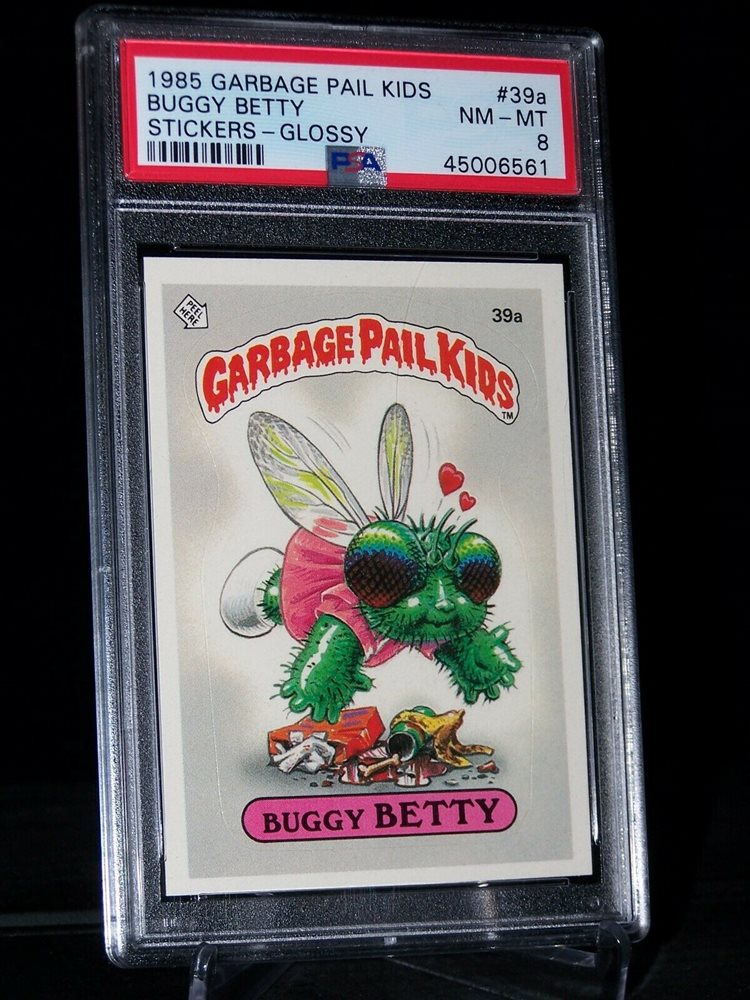 1985 GARBAGE PAIL KIDS #39a
BUGGY BETTY NM - MT
STICKERS - GLOSSY 8
PSA 45006561
PEEL
HERE
39a
GARBAGE PAIL KIDS
TM
BUGGY BETTY